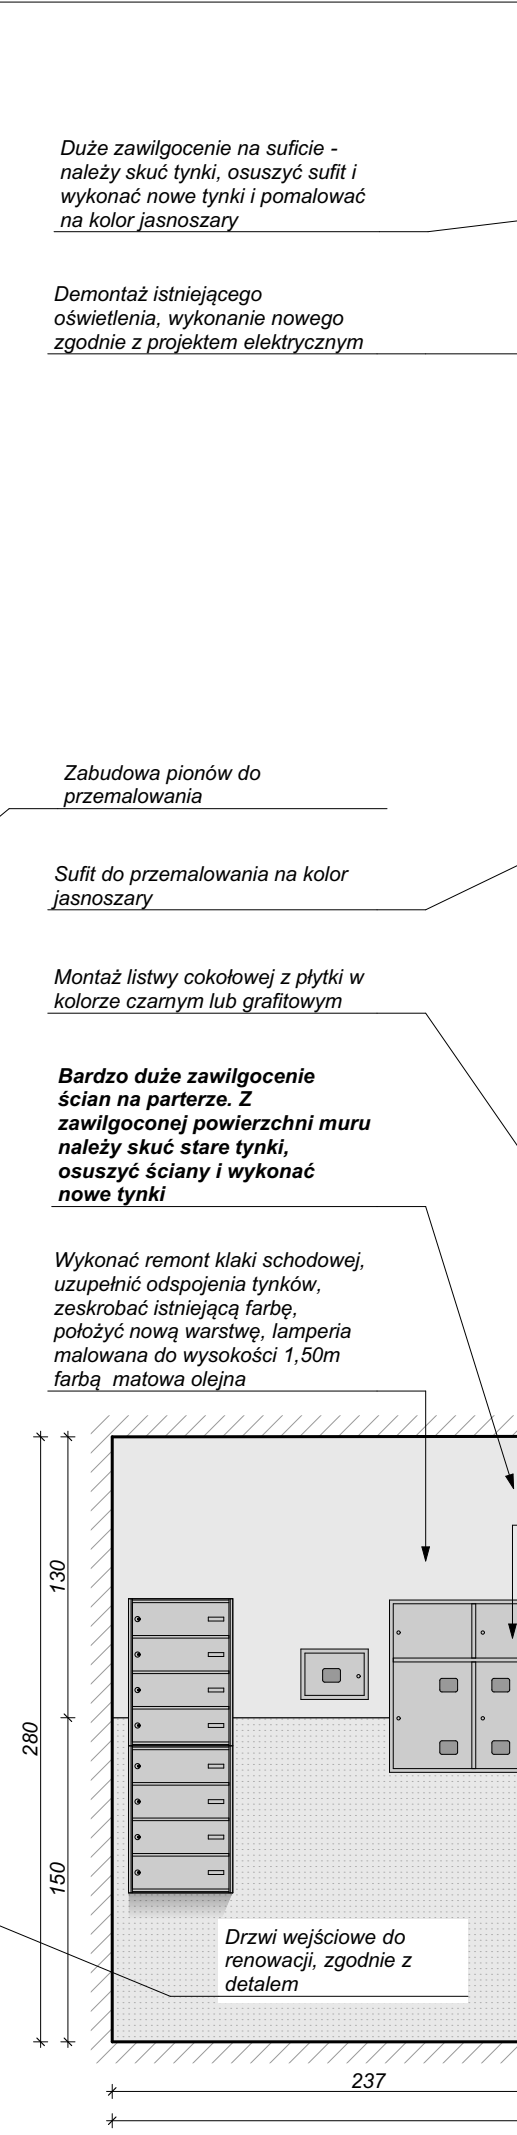 Duże zawilgocenie na suficie -
należy skuć tynki, osuszyć sufit i
wykonać nowe tynki i pomalować
na kolor jasnoszary
Demontaż istniejącego
oświetlenia, wykonanie nowego
zgodnie z projektem elektrycznym
Zabudowa pionów do
przemalowania
Sufit do przemalowania na kolor
jasnoszary
Montaż listwy cokołowej z płytki w
kolorze czarnym lub grafitowym
Bardzo duże zawilgocenie
ścian na parterze. Z
zawilgoconej powierzchni muru
należy skuć stare tynki,
osuszyć ściany i wykonać
nowe tynki
Wykonać remont klaki schodowej,
uzupełnić odspojenia tynków,
zeskrobać istniejącą farbę,
położyć nową warstwę, lamperia
malowana do wysokości 1,50m
farbą matowa olejna
130
280
150
Drzwi wejściowe do
renowacji, zgodnie z
detalem
237